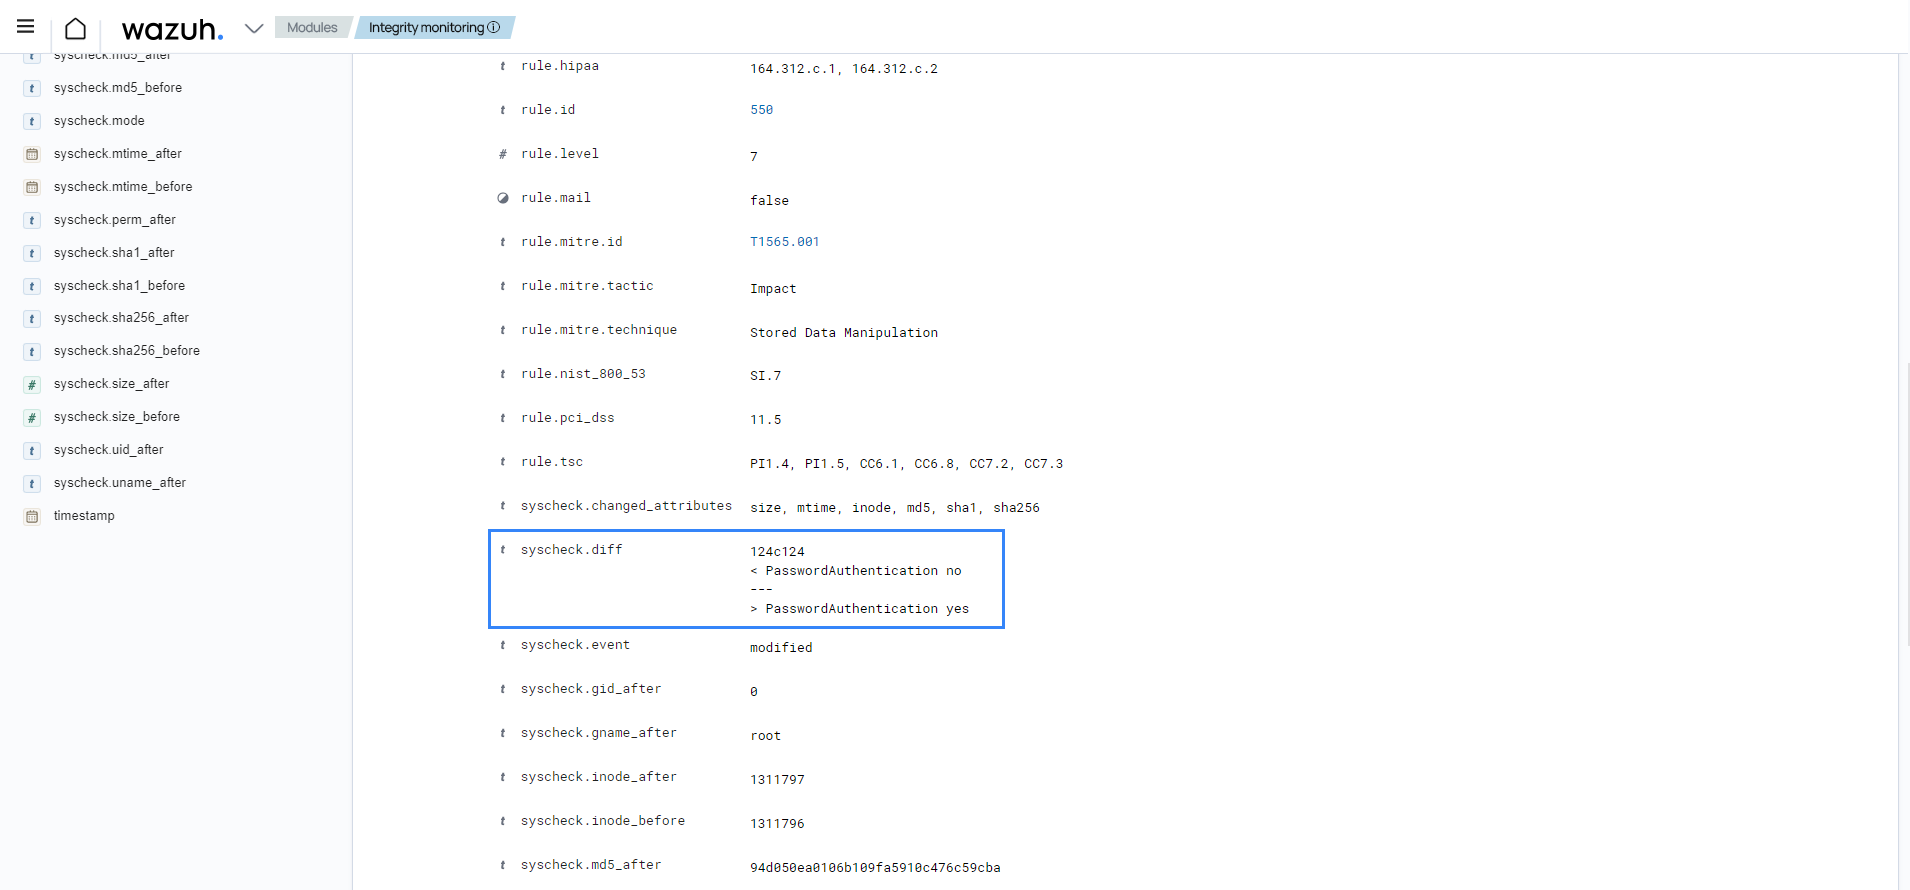 wazuh.
Modules
Integrity monitoring
syscheck.md5_after
syscheck.md5_before
syscheck.mode
syscheck.mtime_after
syscheck.mtime_before
syscheck.perm_after
syscheck.sha1_after
syscheck.sha1_before
syscheck.sha256_after
syscheck.sha256_before
syscheck.size_after
syscheck.size_before
syscheck.uid_after
syscheck.uname_after
timestamp
t rule.hipaa 164.312.c.1, 164.312.c.2
t rule.id 550
# rule.level 7
rule.mail false
t rule.mitre.id T1565.001
t rule.mitre.tactic Impact
t rule.mitre.technique Stored Data Manipulation
t rule.nist_800_53 SI.7
t rule.pci_dss 11.5
t rule.tsc PI1.4, PI1.5, CC6.1, CC6.8, CC7.2, CC7.3
t syscheck.changed_attributes size, mtime, inode, md5, sha1, sha256
t syscheck.diff 124c124
< PasswordAuthentication no
---
> PasswordAuthentication yes
t syscheck.event modified
t syscheck.gid_after 0
t syscheck.gname_after root
t syscheck.inode_after 1311797
t syscheck.inode_before 1311796
t syscheck.md5_after 94d050ea0106b109fa5910c476c59cba